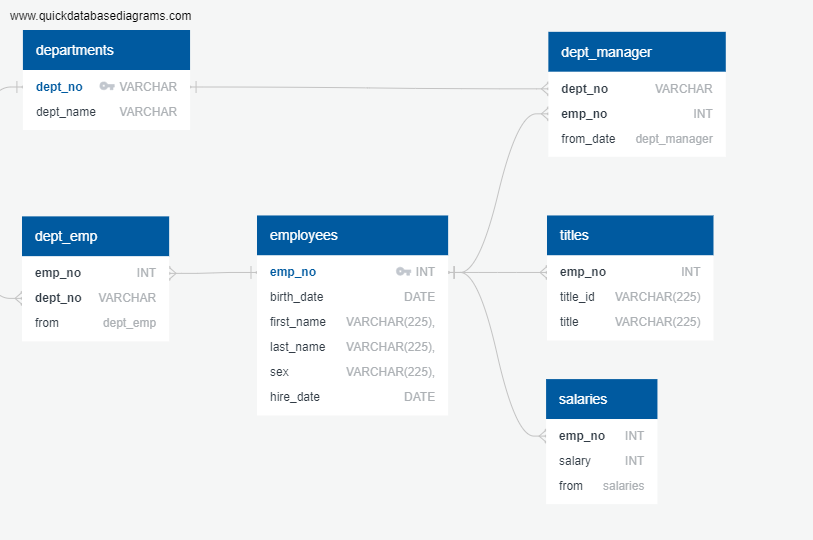 www.quickdatabasediagrams.com
departments
dept_no VARCHAR
dept_name VARCHAR
dept_manager
dept_no VARCHAR
emp_no INT
from_date dept_manager
dept_emp
emp_no INT
dept_no VARCHAR
from dept_emp
employees
emp_no INT
birth_date DATE
first_name VARCHAR(225),
last_name VARCHAR(225),
sex VARCHAR(225),
hire_date DATE
titles
emp_no INT
title_id VARCHAR(225)
title VARCHAR(225)
salaries
emp_no INT
salary INT
from salaries